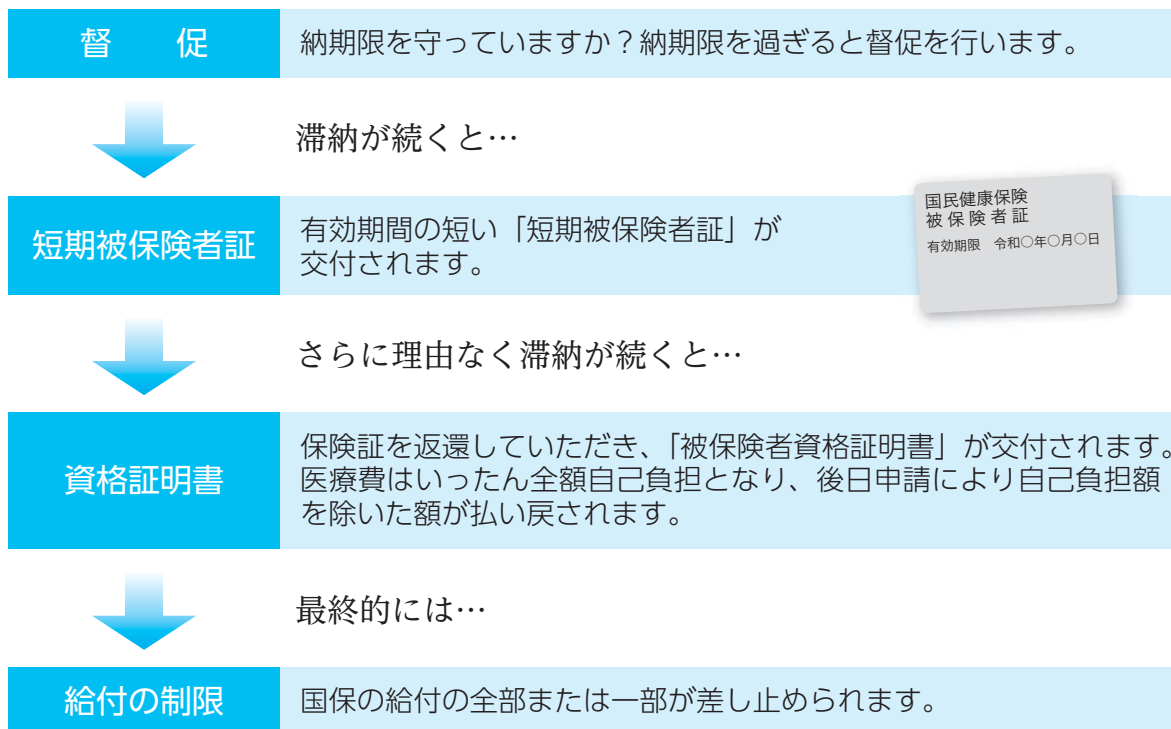 督　促
納期限を守っていますか？納期限を過ぎると督促を行います。
滞納が続くと…
短期被保険者証
有効期間の短い「短期被保険者証」が
交付されます。
国民健康保険
被保険者証
有効期限　令和○年○月○日
さらに理由なく滞納が続くと…
資格証明書
保険証を返還していただき、「被保険者資格証明書」が交付されます。
医療費はいったん全額自己負担となり、後日申請により自己負担額
を除いた額が払い戻されます。
最終的には…
給付の制限
国保の給付の全部または一部が差し止められます。